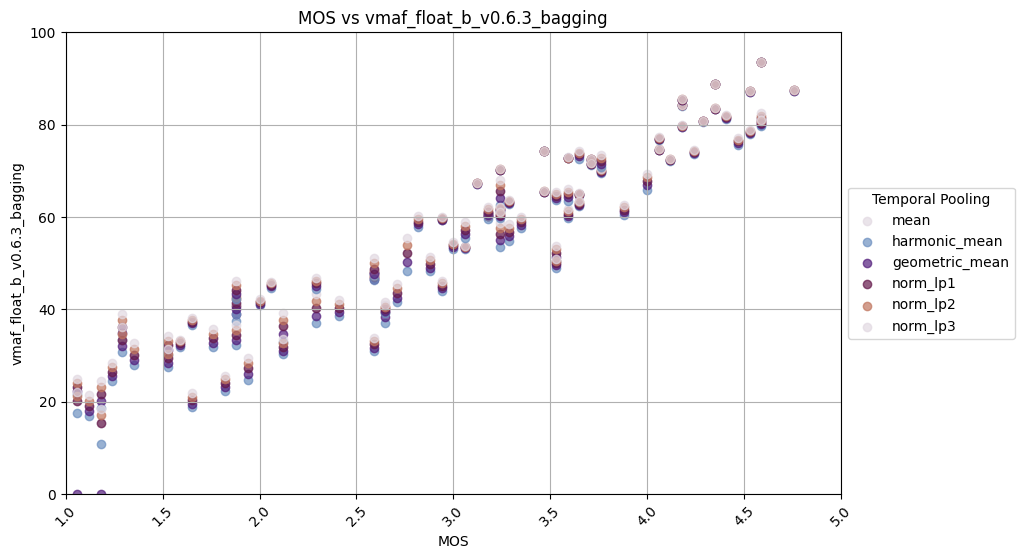 MOS vs vmaf_float_b_v0.6.3_bagging
vmaf_float_b_v0.6.3_bagging
100
80
60
40
20
0
1.0
1.5
2.0
2.5
3.0
3.5
4.0
4.5
5.0
MOS
Temporal Pooling
mean
harmonic_mean
geometric_mean
norm_lp1
norm_lp2
norm_lp3